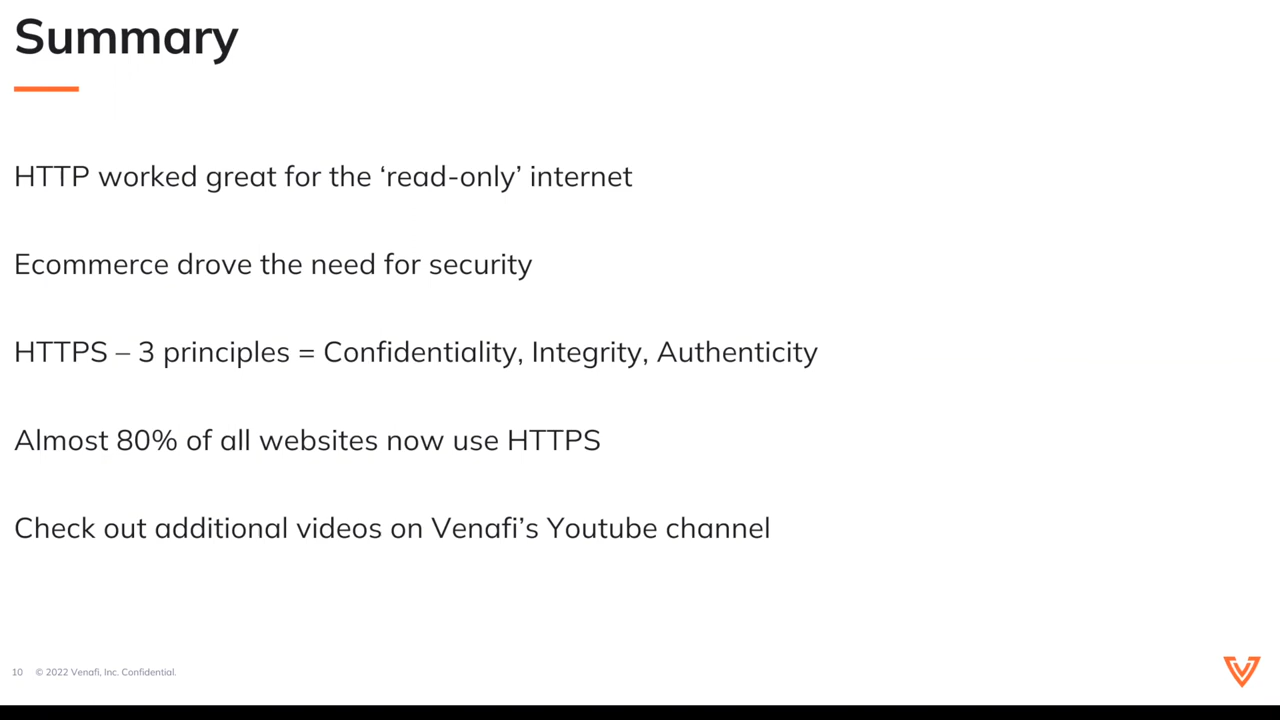 Summary
HTTP worked great for the ‘read-only’ internet
Ecommerce drove the need for security
HTTPS – 3 principles = Confidentiality, Integrity, Authenticity
Almost 80% of all websites now use HTTPS
Check out additional videos on Venafi’s Youtube channel
10 © 2022 Venafi, Inc. Confidential.